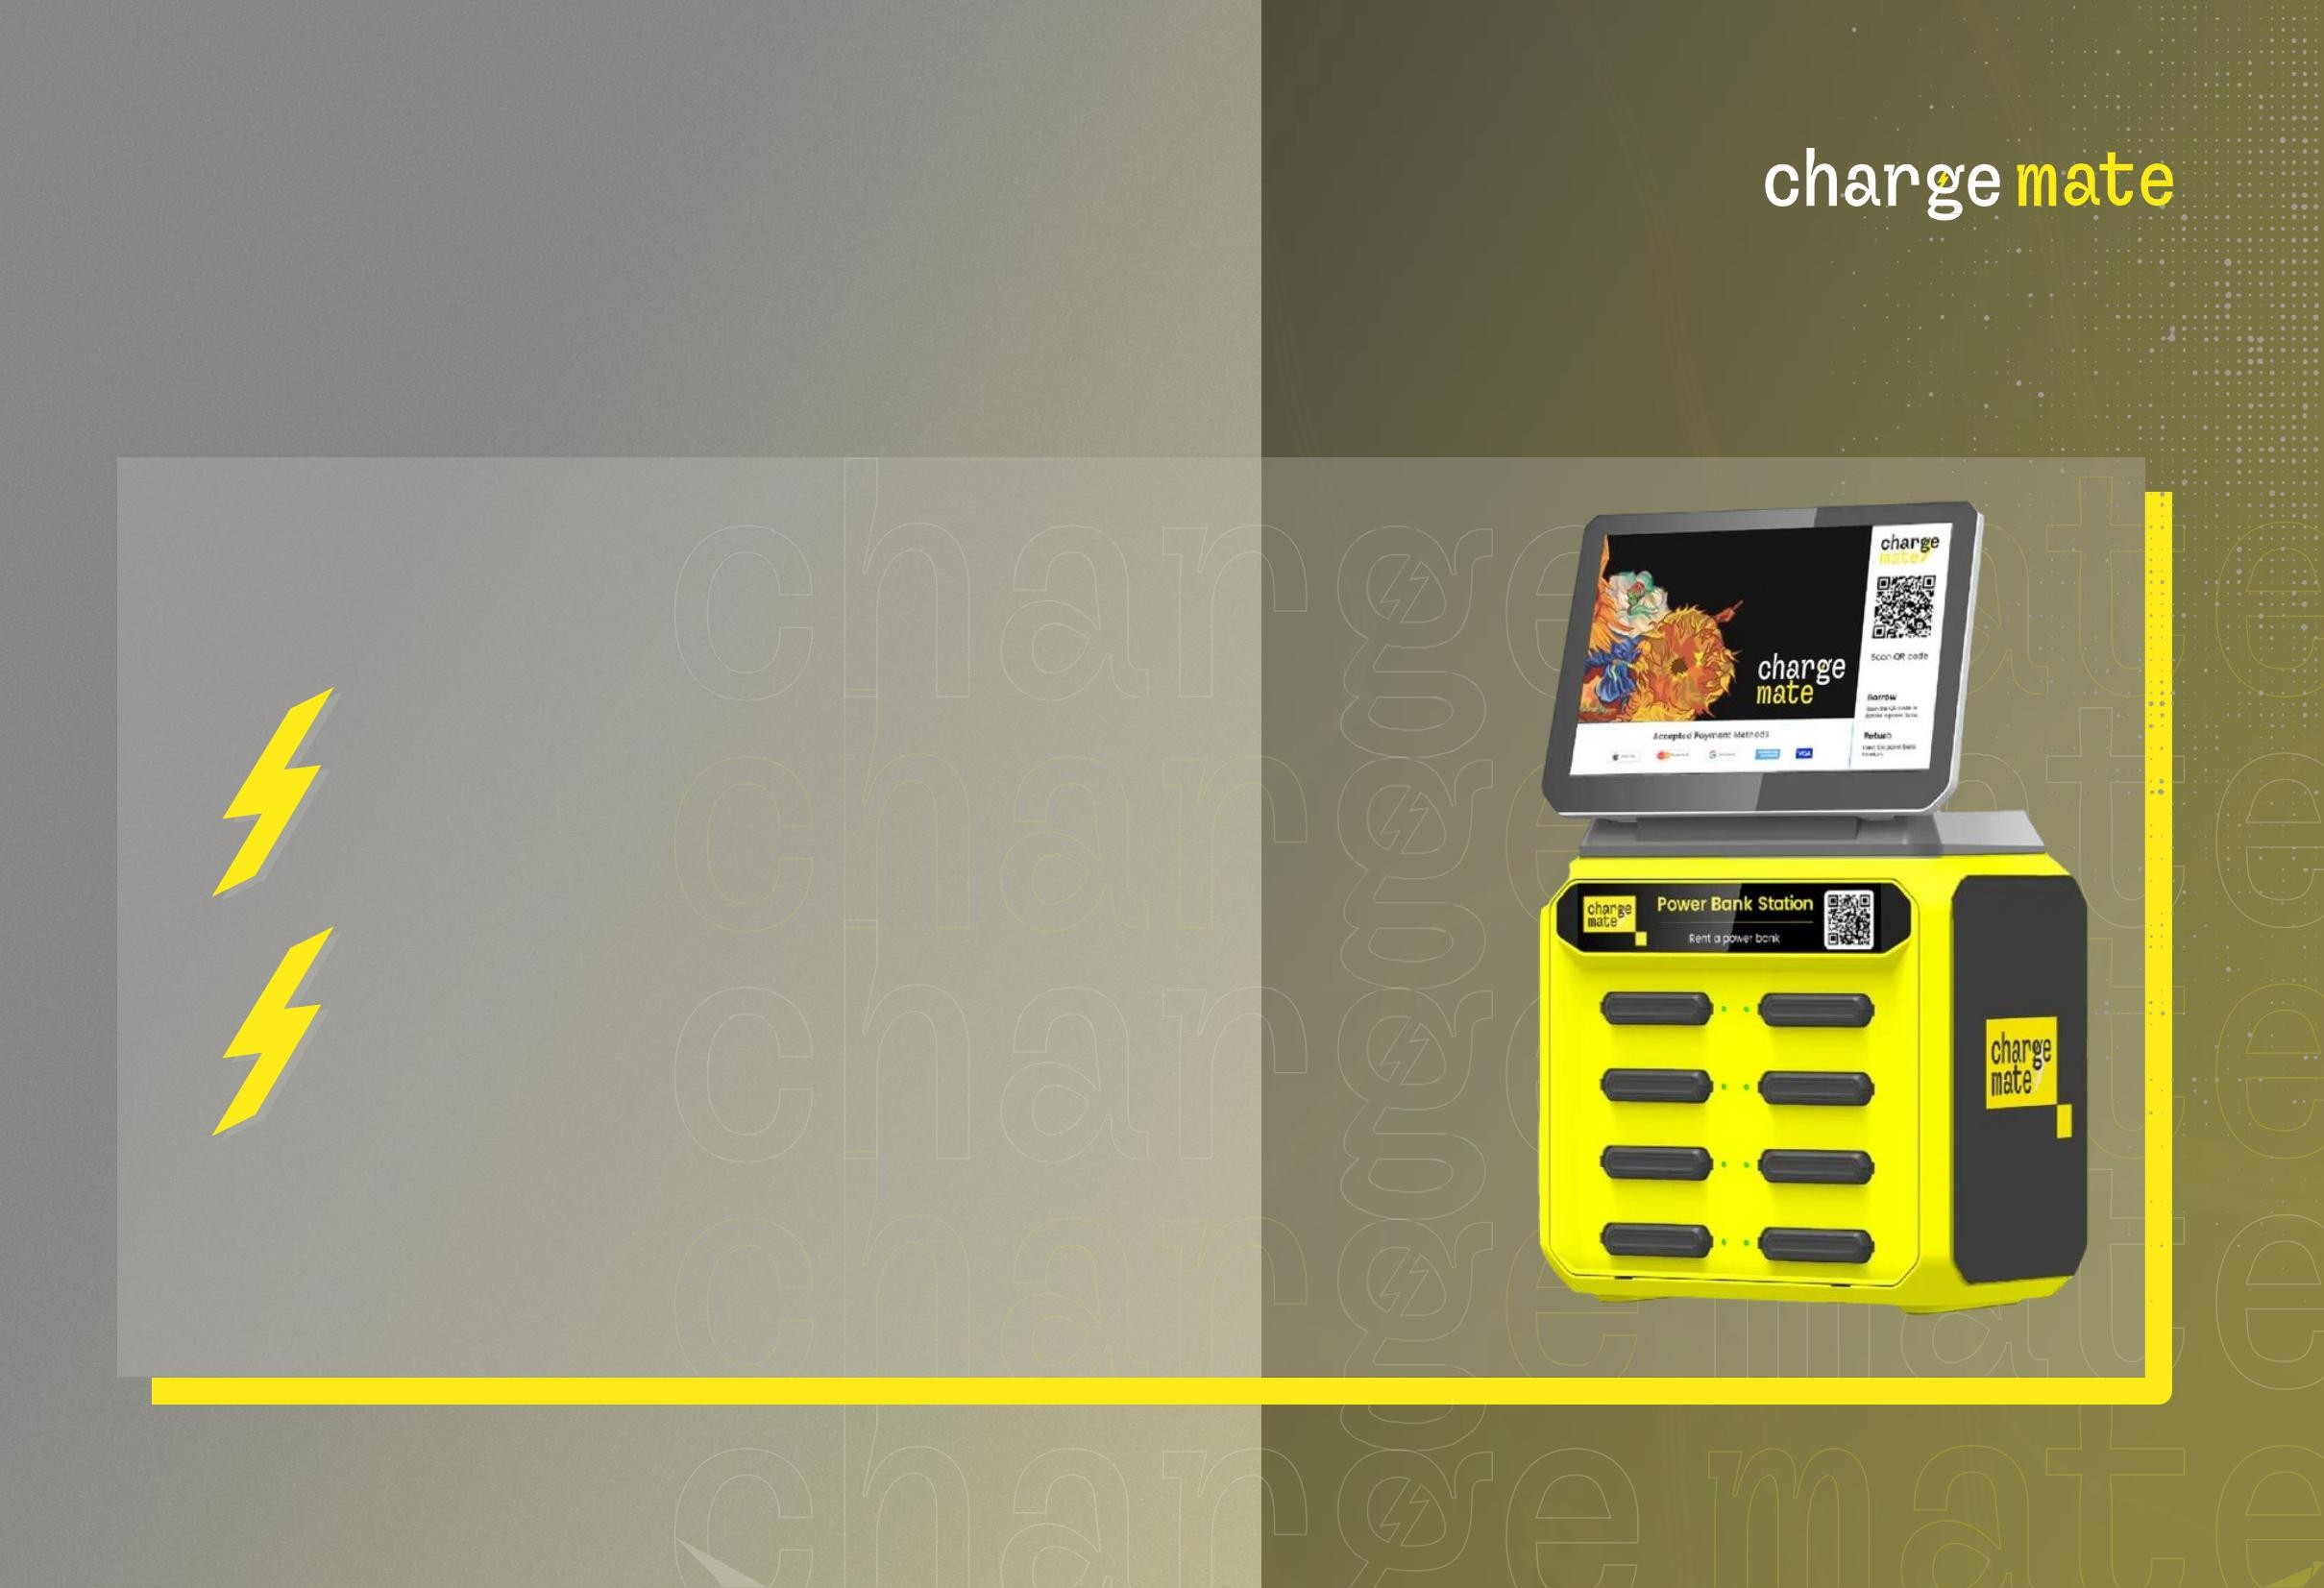 charge mate
charge
mate
Scan QR code
charge
mate
Borrow
Accepted Payment Methods
Return
VISA
charge
mate
Power Bank Station
Rent a power bank
charge
mate
charge mate
charge mate
charge mate
charge mate
charge mate